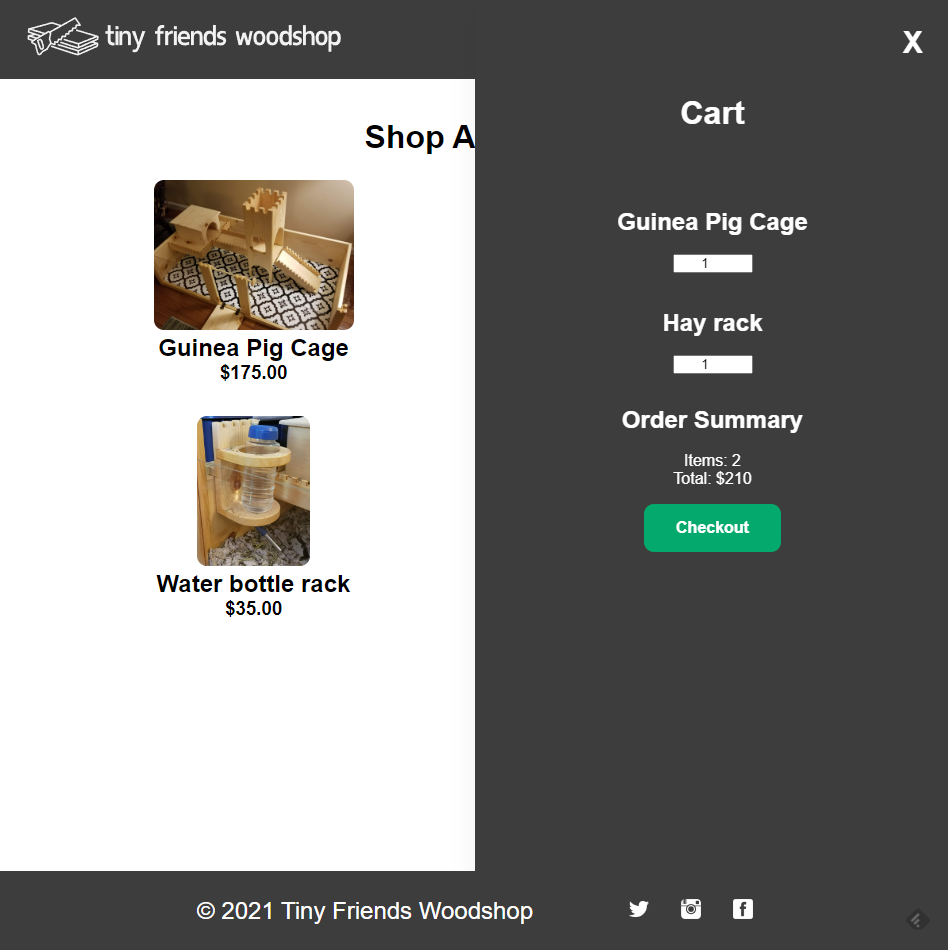 tiny friends woodshop
Shop A
Guinea Pig Cage
$175.00
Water bottle rack
$35.00
X
Cart
Guinea Pig Cage
1
Hay rack
1
Order Summary
Items: 2
Total: $210
Checkout
© 2021 Tiny Friends Woodshop